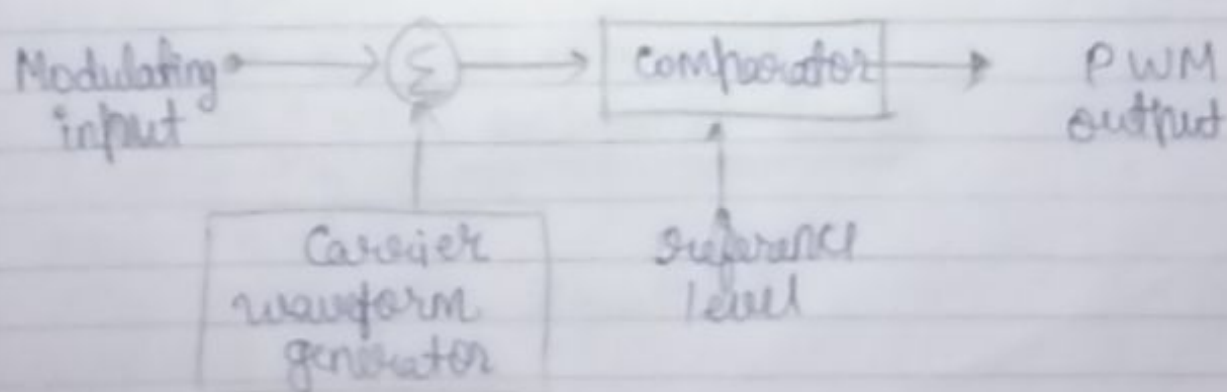 Modulating
input
Σ
Comparator
PWM
output
Carrier
waveform
generator
reference
level